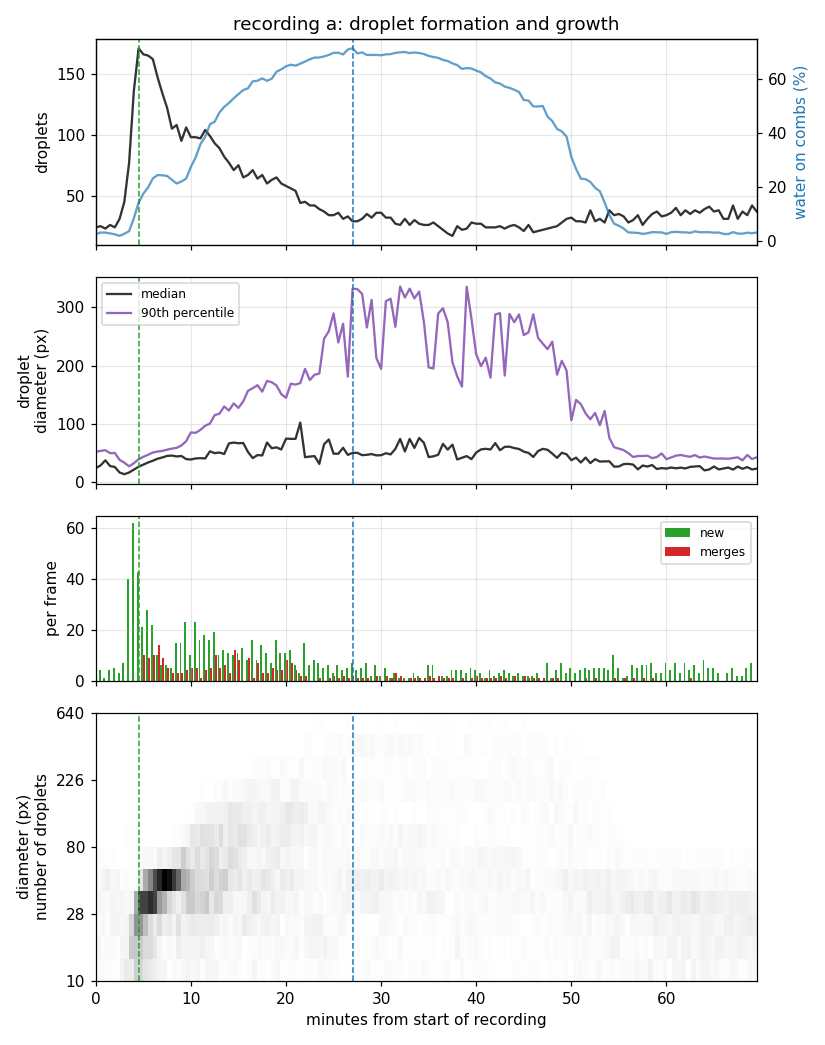 recording a: droplet formation and growth
150
100
50
droplets
60
40
20
0
water on combs (%)
median
90th percentile
300
200
100
0
droplet
diameter (px)
new
merges
60
40
20
0
per frame
640
226
80
28
10
diameter (px)
number of droplets
0 10 20 30 40 50 60
minutes from start of recording